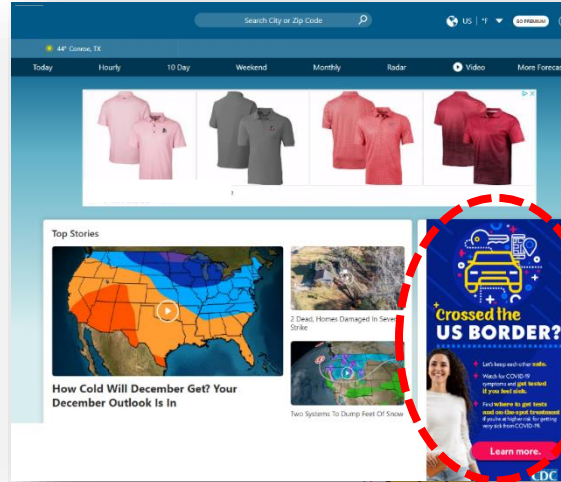 Search City or Zip Code
US | °F
GO PREMIUM
44° Conroe, TX
Today
Hourly
10 Day
Weekend
Monthly
Radar
Video
More Forecas
Top Stories
How Cold Will December Get? Your
December Outlook Is In
2 Dead, Homes Damaged In Seve
Strike
Two Systems To Dump Feet Of Snow
Crossed the
US BORDER?
Let's keep each other safe.
Watch for COVID-19
symptoms and get tested
if you feel sick.
Find where to get tests
and on-the-spot treatment
if you're at higher risk for getting
very sick from COVID-19.
Learn more.
CDC